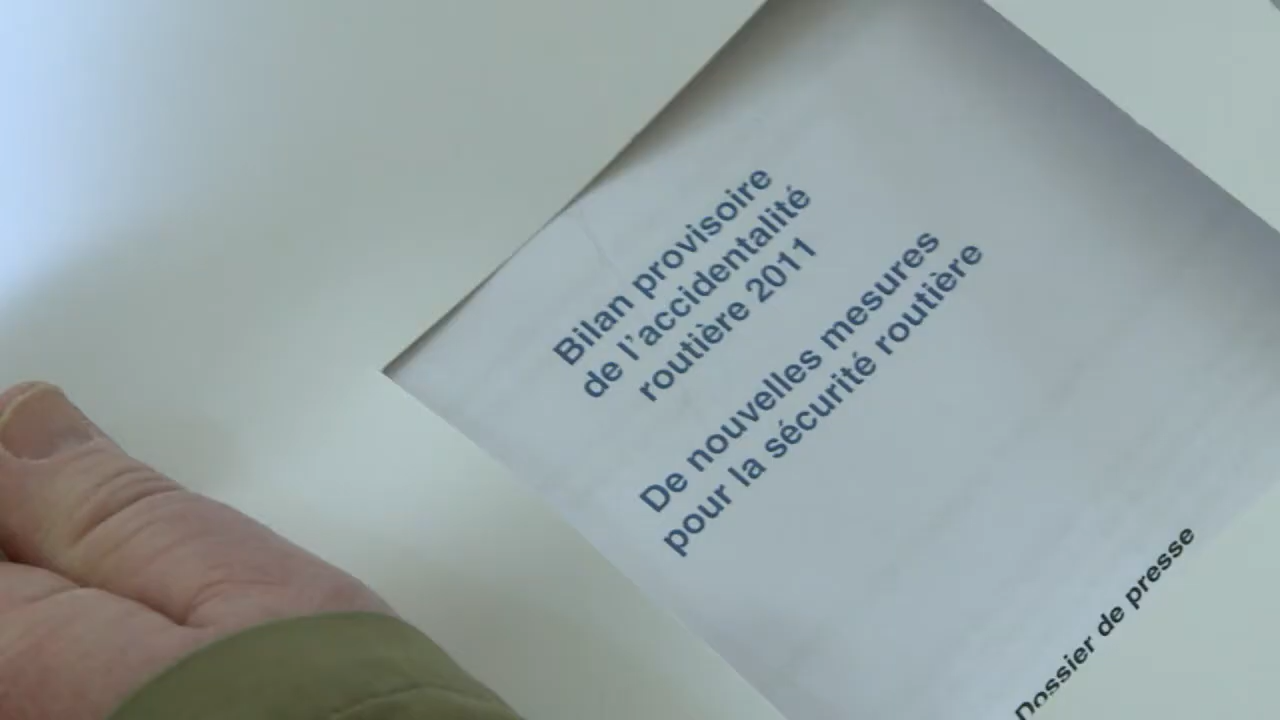 Bilan provisoire
de l'accidentalité
routière 2011
De nouvelles mesures
pour la sécurité routière
Dossier de presse